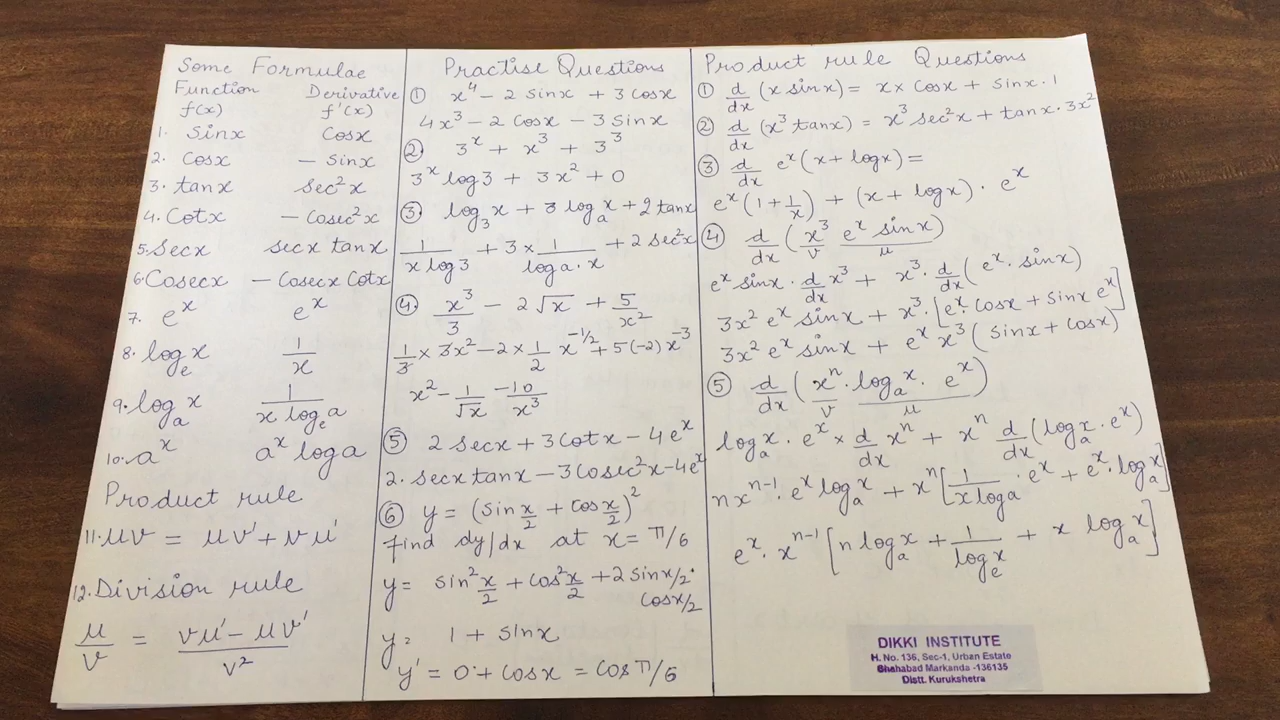 Some Formulae
Function Derivative
f(x) f'(x)
1. sinx cosx
2. cosx – sinx
3. tanx sec²x
4. cotx – cosec²x
5. secx secx tanx
6. cosecx – cosecx cotx
7. eˣ eˣ
8. logₑx 1/x
9. logₐx 1/(x logₑa)
10. aˣ aˣ loga
Product rule
11. uv = uv' + vu'
12. Division rule
u/v = (vu' – uv')/v²
Practise Questions
① x⁴ – 2 sinx + 3 cosx
4x³ – 2 cosx – 3 sinx
② 3ˣ + x³ + 3³
3ˣ log3 + 3x² + 0
③ log₃x + 3 logₐx + 2 tanx
1/(x log3) + 3 × 1/(loga · x) + 2 sec²x
④ x³/3 – 2√x + 5/x²
1/3 × 3x² – 2 × 1/2 x^(-1/2) + 5(-2)x⁻³
x² – 1/√x –10/x³
⑤ 2 secx + 3 cotx – 4eˣ
2. secx tanx – 3 cosec²x – 4eˣ
⑥ y = (sin x/2 + cos x/2)²
Find dy/dx at x = π/6
y = sin² x/2 + cos² x/2 + 2 sinx/2 ·
cosx/2
y = 1 + sinx
y' = 0 + cosx = cos π/6
Product rule Questions
① d/dx (x sinx) = x × cosx + sinx · 1
② d/dx (x³ tanx) = x³ sec²x + tanx · 3x²
③ d/dx eˣ(x + logx) =
eˣ(1 + 1/x) + (x + logx) · eˣ
④ d/dx (x³ eˣ sinx)
v u
eˣ sinx · d/dx x³ + x³ · d/dx (eˣ · sinx)
3x² eˣ sinx + x³ · [eˣ · cosx + sinx eˣ]
3x² eˣ sinx + eˣ x³ (sinx + cosx)
⑤ d/dx (xⁿ · logₐx · eˣ)
v u
logₐx · eˣ × d/dx xⁿ + xⁿ d/dx (logₐx · eˣ)
nxⁿ⁻¹ · eˣ logₐx + xⁿ [1/(x loga) · eˣ + eˣ · logₐx]
eˣ · xⁿ⁻¹ [n logₐx + 1/logₑx + x logₐx]
DIKKI INSTITUTE
H. No. 136, Sec-1, Urban Estate
Shahabad Markanda -136135
Distt. Kurukshetra